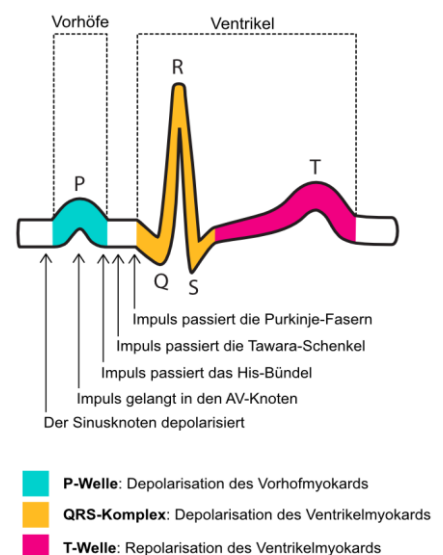 Vorhöfe
Ventrikel
R
P
T
Q
S
Impuls passiert die Purkinje-Fasern
Impuls passiert die Tawara-Schenkel
Impuls passiert das His-Bündel
Impuls gelangt in den AV-Knoten
Der Sinusknoten depolarisiert
P-Welle: Depolarisation des Vorhofmyokards
QRS-Komplex: Depolarisation des Ventrikelmyokards
T-Welle: Repolarisation des Ventrikelmyokards